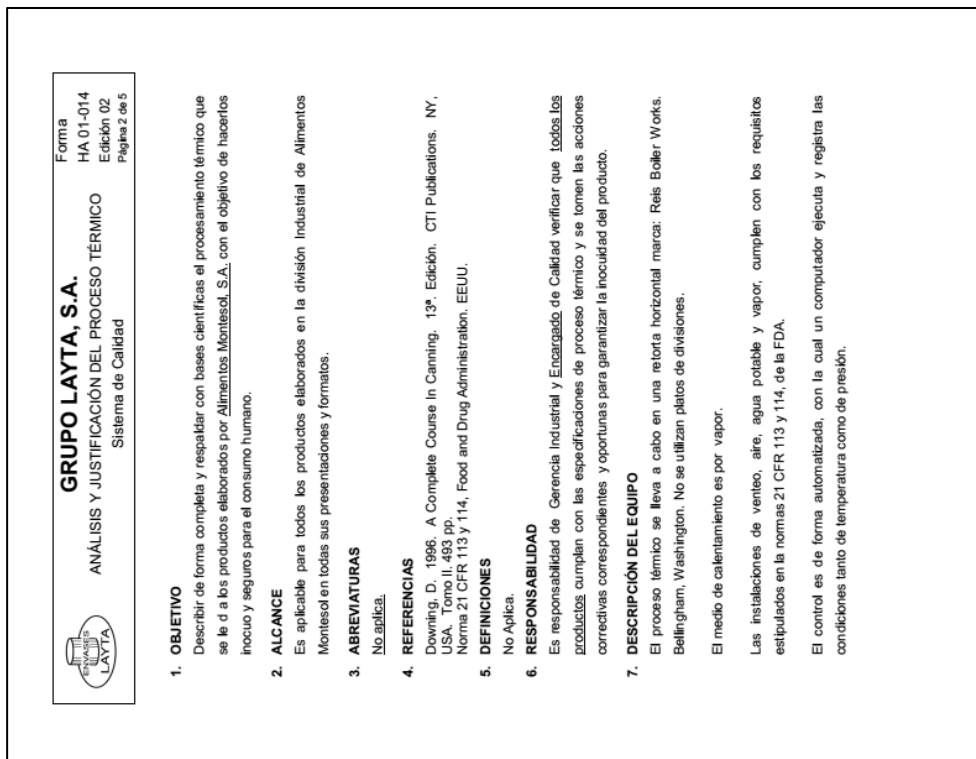 ENVASES
LAYTA
GRUPO LAYTA, S.A.
ANÁLISIS Y JUSTIFICACIÓN DEL PROCESO TÉRMICO
Sistema de Calidad
Forma
HA 01-014
Edición 02
Página 2 de 5
1. OBJETIVO
Describir de forma completa y respaldar con bases científicas el procesamiento térmico que
se le d a los productos elaborados por Alimentos Montesol, S.A. con el objetivo de hacerlos
inocuo y seguros para el consumo humano.
2. ALCANCE
Es aplicable para todos los productos elaborados en la división Industrial de Alimentos
Montesol en todas sus presentaciones y formatos.
3. ABREVIATURAS
No aplica.
4. REFERENCIAS
Downing, D. 1996. A Complete Course In Canning. 13ª. Edición. CTI Publications. NY,
USA. Tomo II. 493 pp.
Norma 21 CFR 113 y 114, Food and Drug Administration. EEUU.
5. DEFINICIONES
No Aplica.
6. RESPONSABILIDAD
Es responsabilidad de Gerencia Industrial y Encargado de Calidad verificar que todos los
productos cumplan con las especificaciones de proceso térmico y se tomen las acciones
correctivas correspondientes y oportunas para garantizar la inocuidad del producto.
7. DESCRIPCIÓN DEL EQUIPO
El proceso térmico se lleva a cabo en una retorta horizontal marca: Reis Boiler Works.
Bellingham, Washington. No se utilizan platos de divisiones.
El medio de calentamiento es por vapor.
Las instalaciones de venteo, aire, agua potable y vapor, cumplen con los requisitos
estipulados en la normas 21 CFR 113 y 114, de la FDA.
El control es de forma automatizada, con la cual un computador ejecuta y registra las
condiciones tanto de temperatura como de presión.